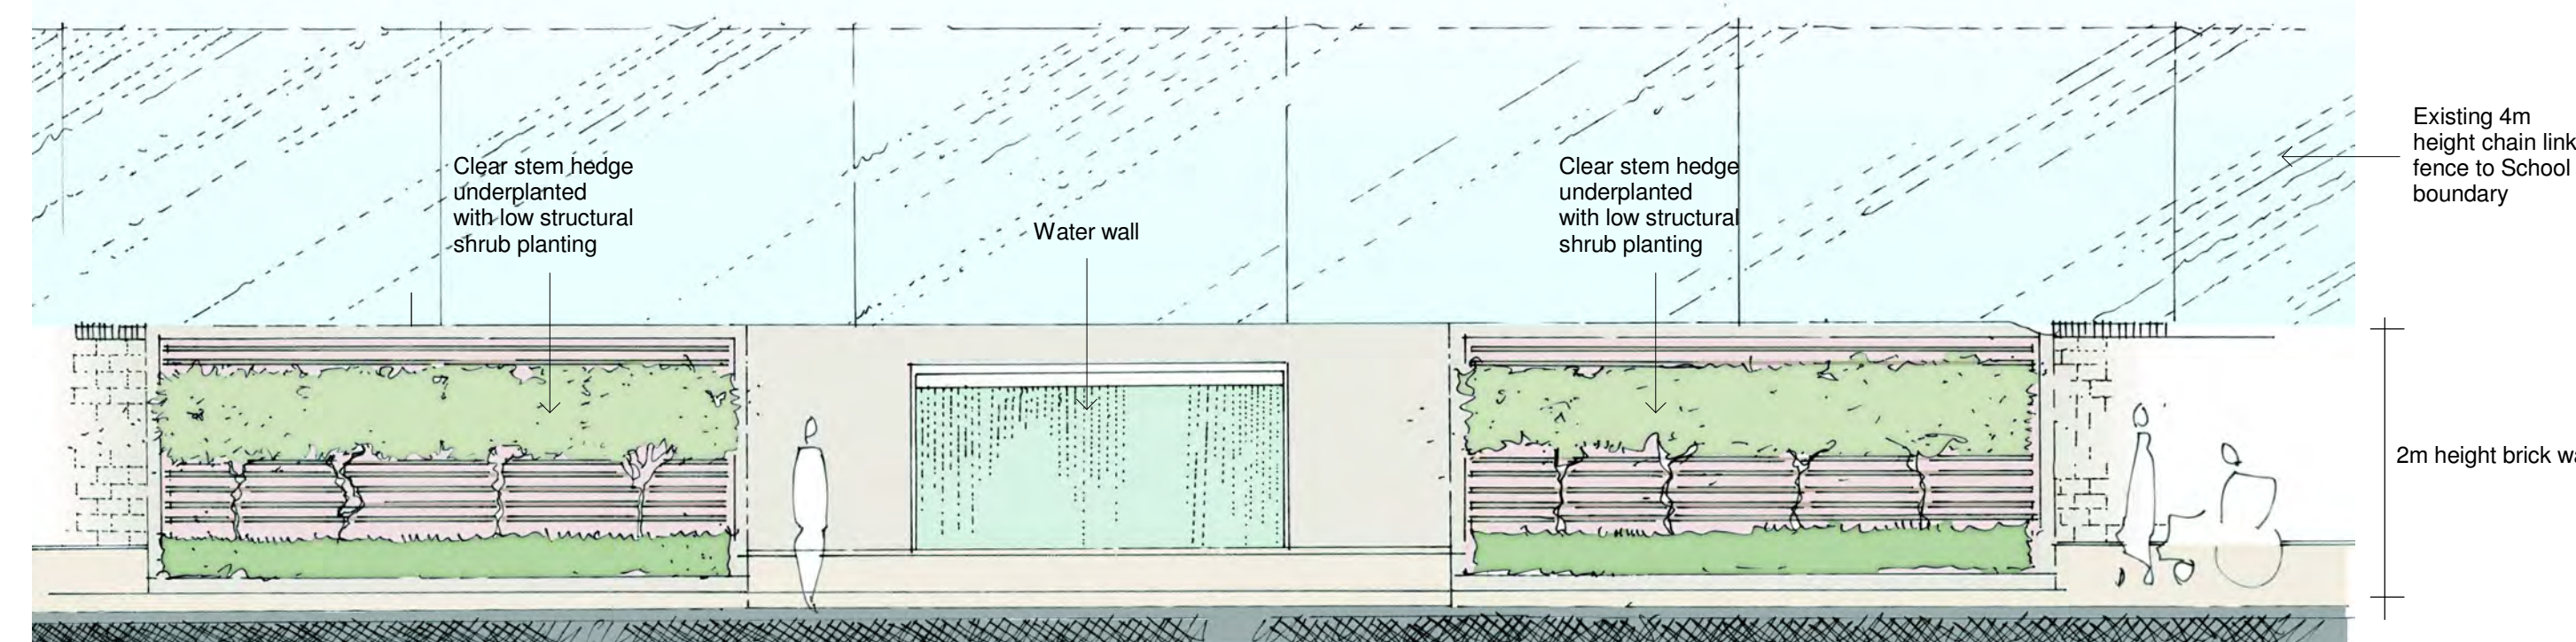 Clear stem hedge
underplanted
with low structural
shrub planting
Water wall
Clear stem hedge
underplanted
with low structural
shrub planting
Existing 4m
height chain link
fence to School
boundary
2m height brick